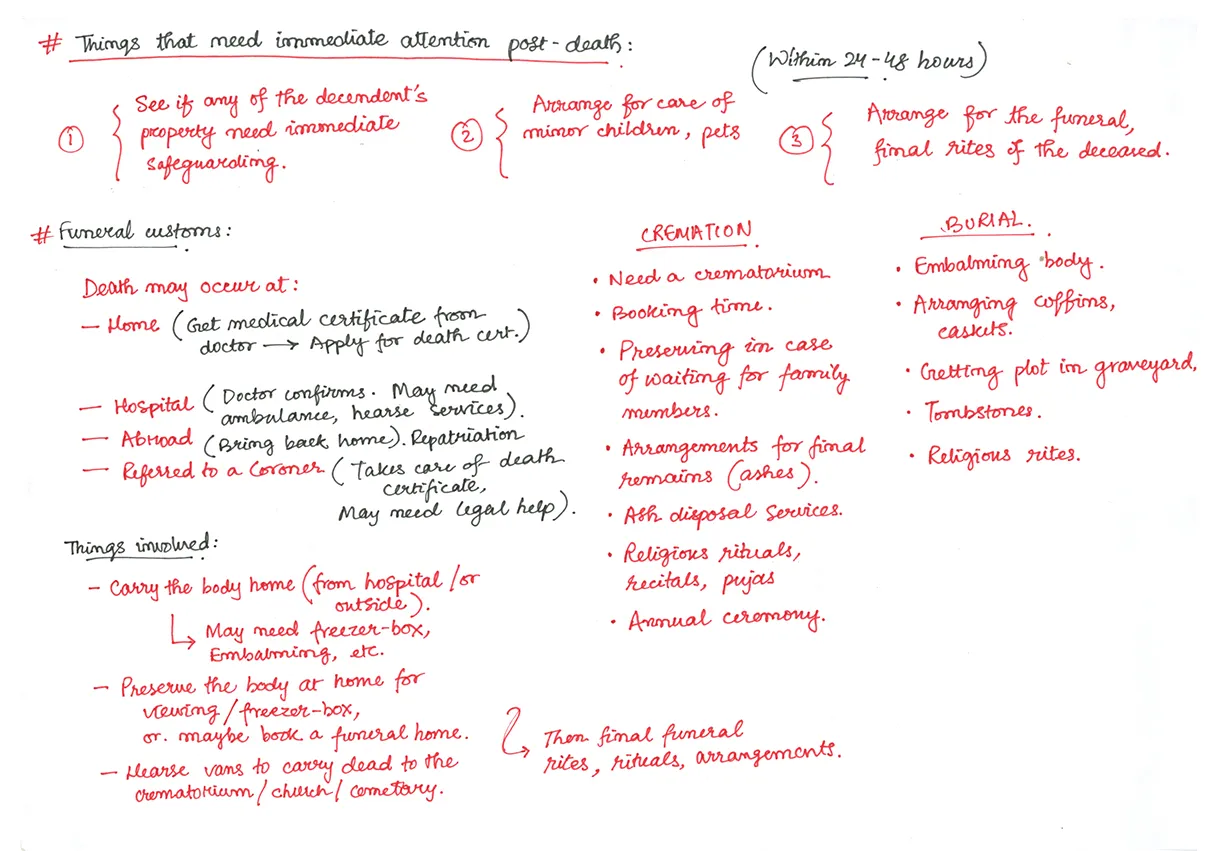 # Things that need immediate attention post-death:
(Within 24-48 hours)
① See if any of the decendent's
property need immediate
safeguarding.
② Arrange for care of
minor children, pets
③ Arrange for the funeral,
final rites of the deceased.
# Funeral customs:
Death may occur at:
— Home (Get medical certificate from
doctor → Apply for death cert.)
— Hospital (Doctor confirms. May need
ambulance, hearse services).
— Abroad (Bring back home). Repatriation
— Referred to a Coroner (Takes care of death
certificate,
May need legal help).
Things involved:
– Carry the body home (from hospital / or
outside).
↳ May need freezer-box,
Embalming, etc.
– Preserve the body at home for
viewing / freezer-box,
or. maybe book a funeral home.
– Hearse vans to carry dead to the
crematorium / church / cemetary.
→ Then final funeral
rites, rituals, arrangements.
CREMATION.
• Need a crematorium
• Booking time.
• Preserving in case
of waiting for family
members.
• Arrangements for final
remains (ashes).
• Ash disposal services.
• Religious rituals,
recitals, pujas
• Annual ceremony.
BURIAL.
• Embalming body.
• Arranging coffins,
caskets.
• Getting plot in graveyard,
• Tombstones.
• Religious rites.